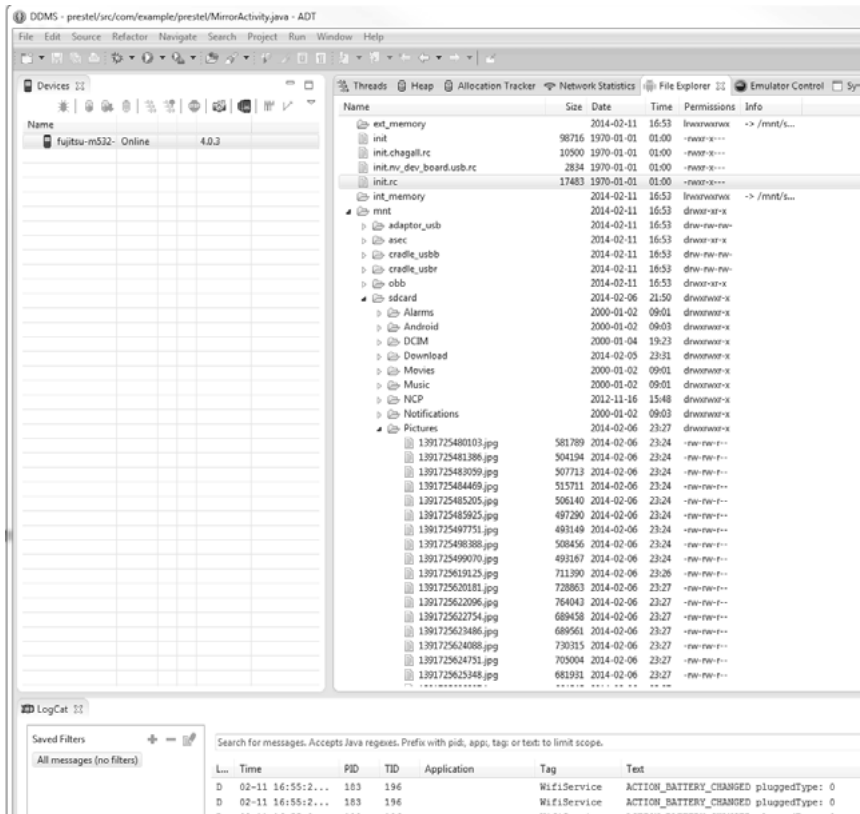 DDMS - prestel/src/com/example/prestel/MirrorActivity.java - ADT
File Edit Source Refactor Navigate Search Project Run Window Help
Devices
Threads Heap Allocation Tracker Network Statistics File Explorer Emulator Control Sy
Name
fujitsu-m532- Online 4.0.3
Name Size Date Time Permissions Info
ext_memory 2014-02-11 16:53 lrwxrwxrwx -> /mnt/s...
init 98716 1970-01-01 01:00 -rwxr-x---
init.chagall.rc 10500 1970-01-01 01:00 -rwxr-x---
init.nv_dev_board.usb.rc 2834 1970-01-01 01:00 -rwxr-x---
init.rc 17483 1970-01-01 01:00 -rwxr-x---
int_memory 2014-02-11 16:53 lrwxrwxrwx -> /mnt/s...
mnt 2014-02-11 16:53 drwxr-xr-x
adaptor_usb 2014-02-11 16:53 drw-rw-rw-
asec 2014-02-11 16:53 drwxr-xr-x
cradle_usbb 2014-02-11 16:53 drw-rw-rw-
cradle_usbr 2014-02-11 16:53 drw-rw-rw-
obb 2014-02-11 16:53 drwxr-xr-x
sdcard 2014-02-06 21:50 drwxrwxr-x
Alarms 2000-01-02 09:01 drwxrwxr-x
Android 2000-01-02 09:03 drwxrwxr-x
DCIM 2000-01-04 19:23 drwxrwxr-x
Download 2014-02-05 23:31 drwxrwxr-x
Movies 2000-01-02 09:01 drwxrwxr-x
Music 2000-01-02 09:01 drwxrwxr-x
NCP 2012-11-16 15:48 drwxrwxr-x
Notifications 2000-01-02 09:03 drwxrwxr-x
Pictures 2014-02-06 23:27 drwxrwxr-x
1391725480103.jpg 581789 2014-02-06 23:24 -rw-rw-r--
1391725481386.jpg 504194 2014-02-06 23:24 -rw-rw-r--
1391725483059.jpg 507713 2014-02-06 23:24 -rw-rw-r--
1391725484469.jpg 515711 2014-02-06 23:24 -rw-rw-r--
1391725485205.jpg 506140 2014-02-06 23:24 -rw-rw-r--
1391725485925.jpg 497290 2014-02-06 23:24 -rw-rw-r--
1391725497751.jpg 493149 2014-02-06 23:24 -rw-rw-r--
1391725498388.jpg 508456 2014-02-06 23:24 -rw-rw-r--
1391725499070.jpg 493167 2014-02-06 23:24 -rw-rw-r--
1391725619125.jpg 711390 2014-02-06 23:26 -rw-rw-r--
1391725620181.jpg 728863 2014-02-06 23:27 -rw-rw-r--
1391725622096.jpg 764043 2014-02-06 23:27 -rw-rw-r--
1391725622754.jpg 689458 2014-02-06 23:27 -rw-rw-r--
1391725623486.jpg 689561 2014-02-06 23:27 -rw-rw-r--
1391725624088.jpg 730315 2014-02-06 23:27 -rw-rw-r--
1391725624751.jpg 705004 2014-02-06 23:27 -rw-rw-r--
1391725625348.jpg 681931 2014-02-06 23:27 -rw-rw-r--
LogCat
Saved Filters
All messages (no filters)
Search for messages. Accepts Java regexes. Prefix with pid:, app:, tag: or text: to limit scope.
L... Time PID TID Application Tag Text
D 02-11 16:55:2... 183 196 WifiService ACTION_BATTERY_CHANGED pluggedType: 0
D 02-11 16:55:2... 183 196 WifiService ACTION_BATTERY_CHANGED pluggedType: 0